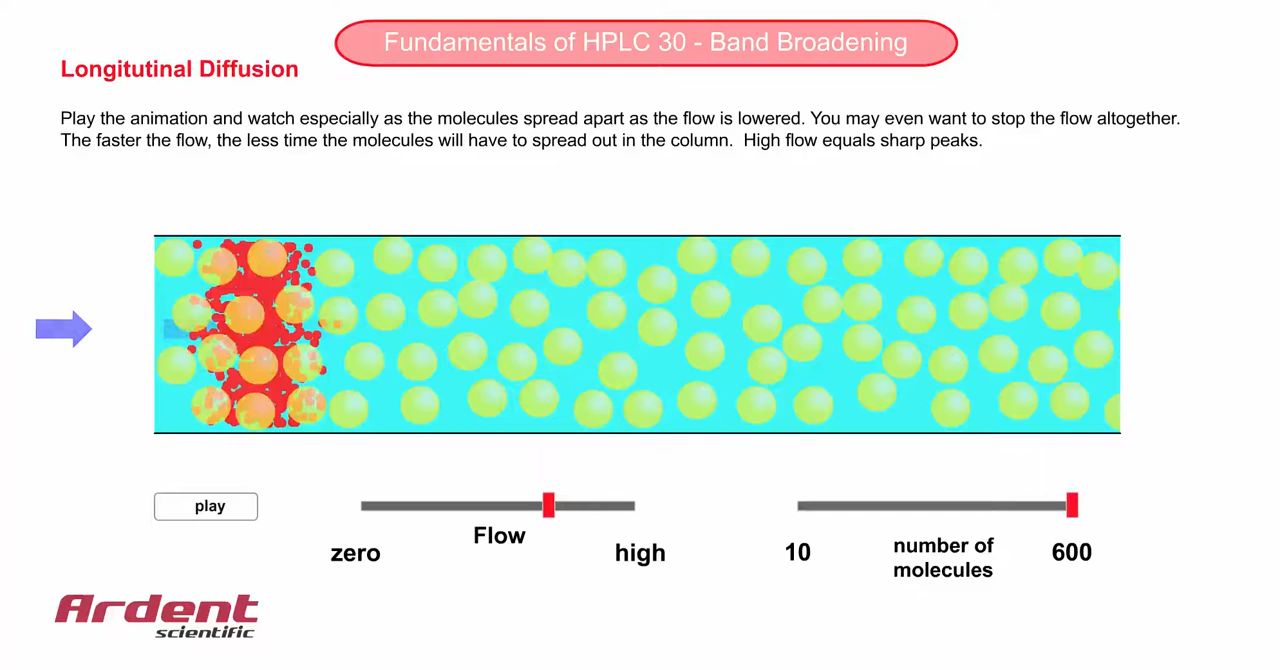 Fundamentals of HPLC 30 - Band Broadening
Longitutinal Diffusion
Play the animation and watch especially as the molecules spread apart as the flow is lowered. You may even want to stop the flow altogether.
The faster the flow, the less time the molecules will have to spread out in the column.  High flow equals sharp peaks.
play
Flow
zero
high
10
number of
molecules
600
Ardent
scientific